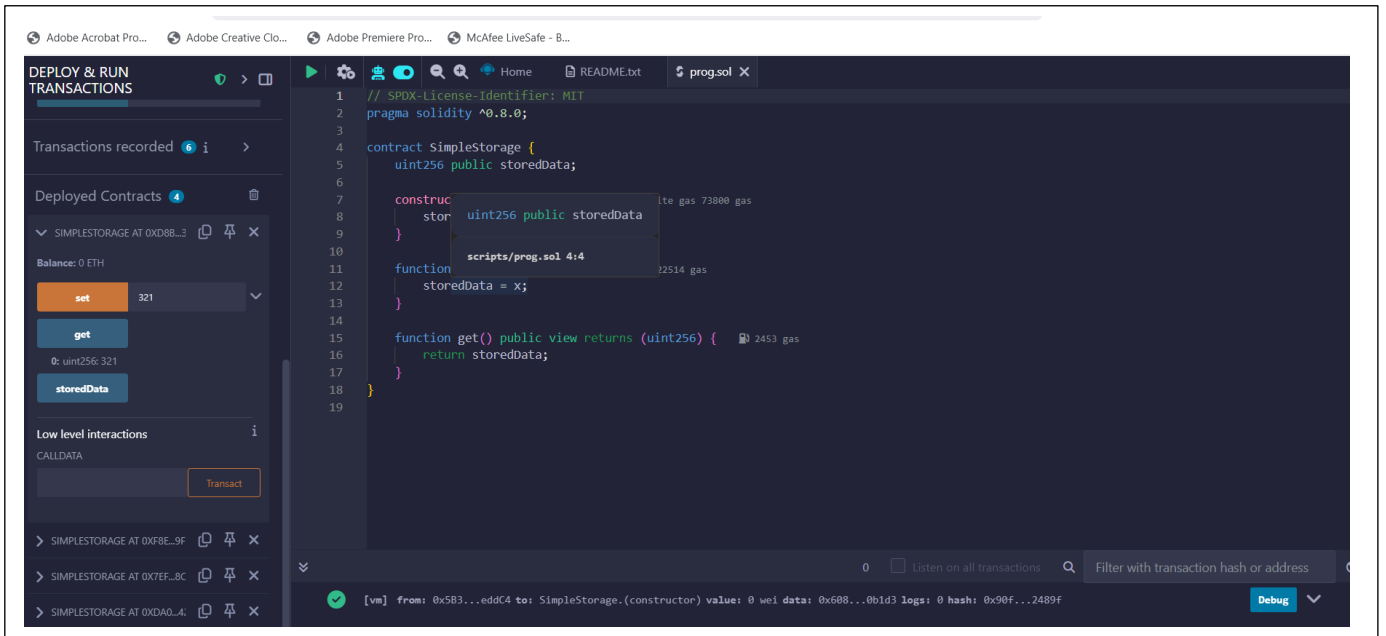 Adobe Acrobat Pro... Adobe Creative Clo... Adobe Premiere Pro... McAfee LiveSafe - B...
DEPLOY & RUN
TRANSACTIONS
Transactions recorded 6 i
Deployed Contracts 4
SIMPLESTORAGE AT 0XD8B...3
Balance: 0 ETH
set 321
get
0: uint256: 321
storedData
Low level interactions i
CALLDATA
Transact
SIMPLESTORAGE AT 0XF8E...9F
SIMPLESTORAGE AT 0X7EF...8C
SIMPLESTORAGE AT 0XDA0...4
Home README.txt prog.sol
1 // SPDX-License-Identifier: MIT
2 pragma solidity ^0.8.0;
3
4 contract SimpleStorage {
5 uint256 public storedData;
6
7 construc ite gas 73800 gas
8 stor
9 }
10
11 function 22514 gas
12 storedData = x;
13 }
14
15 function get() public view returns (uint256) { 2453 gas
16 return storedData;
17 }
18 }
19
uint256 public storedData
scripts/prog.sol 4:4
0 Listen on all transactions Filter with transaction hash or address
[vm] from: 0x5B3...eddC4 to: SimpleStorage.(constructor) value: 0 wei data: 0x608...0b1d3 logs: 0 hash: 0x90f...2489f Debug